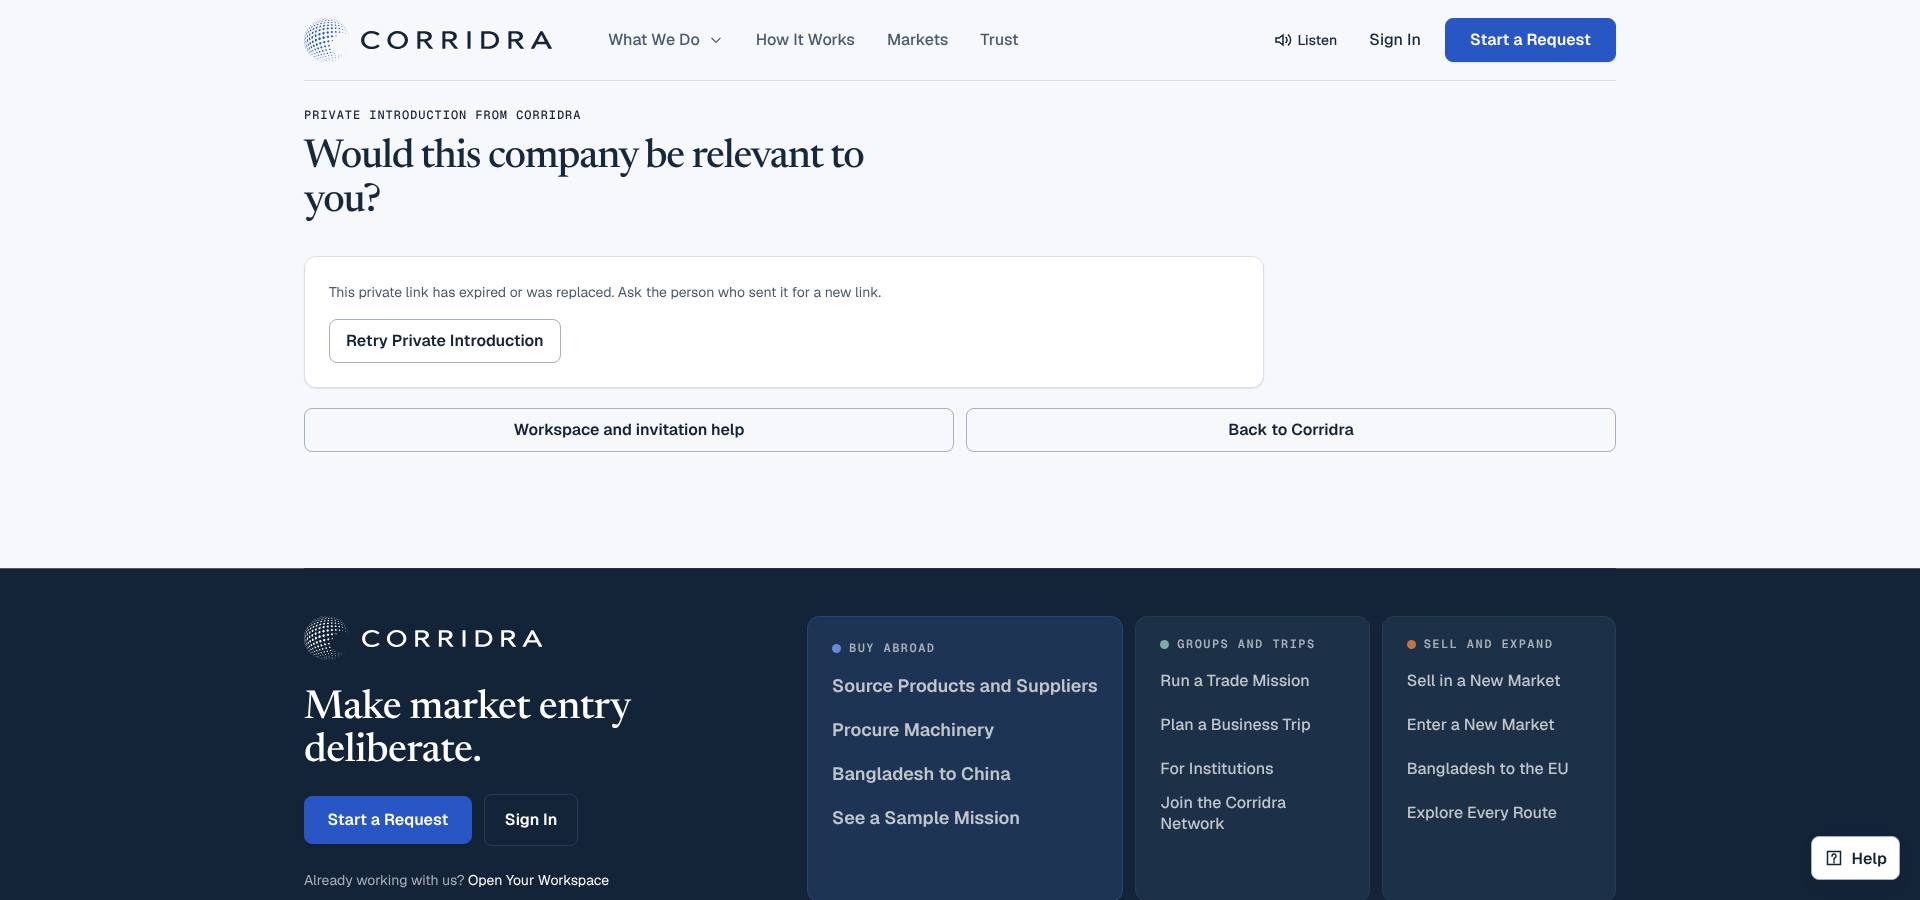 CORRIDRA
What We Do
How It Works
Markets
Trust
Listen
Sign In
Start a Request
PRIVATE INTRODUCTION FROM CORRIDRA
Would this company be relevant to
you?
This private link has expired or was replaced. Ask the person who sent it for a new link.
Retry Private Introduction
Workspace and invitation help
Back to Corridra
CORRIDRA
Make market entry
deliberate.
Start a Request
Sign In
Already working with us? Open Your Workspace
BUY ABROAD
Source Products and Suppliers
Procure Machinery
Bangladesh to China
See a Sample Mission
GROUPS AND TRIPS
Run a Trade Mission
Plan a Business Trip
For Institutions
Join the Corridra
Network
SELL AND EXPAND
Sell in a New Market
Enter a New Market
Bangladesh to the EU
Explore Every Route
Help